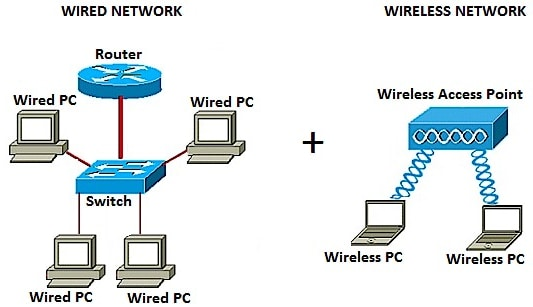 WIRED NETWORK
WIRELESS NETWORK
Router
Wired PC
Wired PC
Wireless Access Point
+
Switch
Wireless PC
Wireless PC
Wired PC
Wired PC